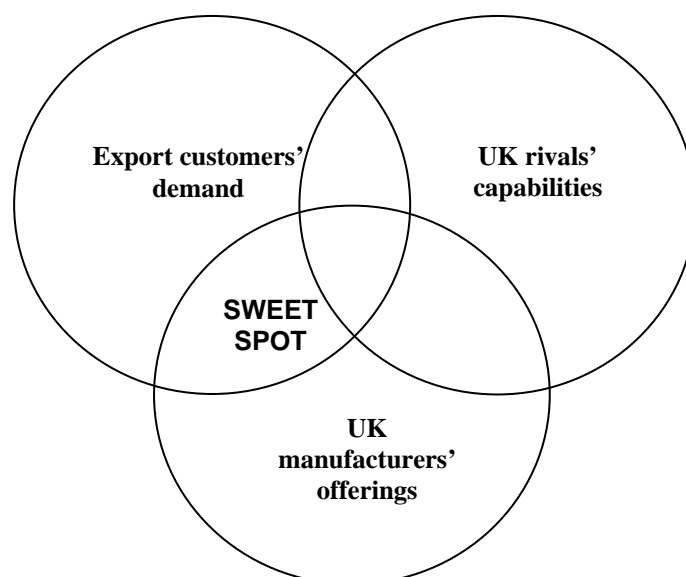 Export customers’
demand
UK rivals’
capabilities
SWEET
SPOT
UK
manufacturers’
offerings